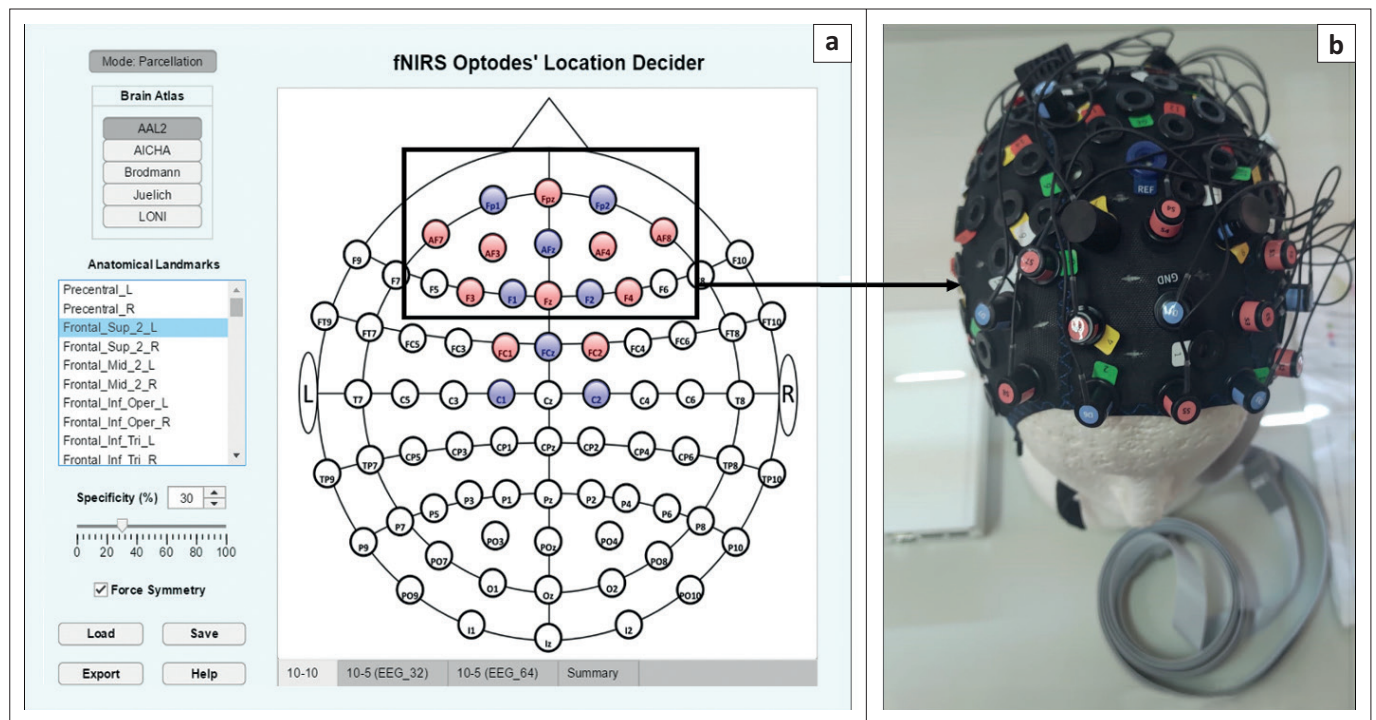 a
b
Mode: Parcellation
fNIRS Optodes' Location Decider
Brain Atlas
AAL2
AICHA
Brodmann
Juelich
LONI
Anatomical Landmarks
Precentral_L
Precentral_R
Frontal_Sup_2_L
Frontal_Sup_2_R
Frontal_Mid_2_L
Frontal_Mid_2_R
Frontal_Inf_Oper_L
Frontal_Inf_Oper_R
Frontal_Inf_Tri_L
Frontal_Inf_Tri_R
Specificity (%) 30
0 20 40 60 80 100
Force Symmetry
Load Save
Export Help
Fp1 Fpz Fp2
AF7 AF3 AFz AF4 AF8
F9 F7 F5 F3 F1 Fz F2 F4 F6 F8 F10
FT9 FT7 FC5 FC3 FC1 FCz FC2 FC4 FC6 FT8 FT10
L T7 C5 C3 C1 Cz C2 C4 C6 T8 R
TP9 TP7 CP5 CP3 CP1 CPz CP2 CP4 CP6 TP8 TP10
P9 P7 P5 P3 P1 Pz P2 P4 P6 P8 P10
PO7 PO3 POz PO4 PO8
PO9 O1 Oz O2 PO10
I1 Iz I2
10-10 10-5 (EEG_32) 10-5 (EEG_64) Summary
REF
GND